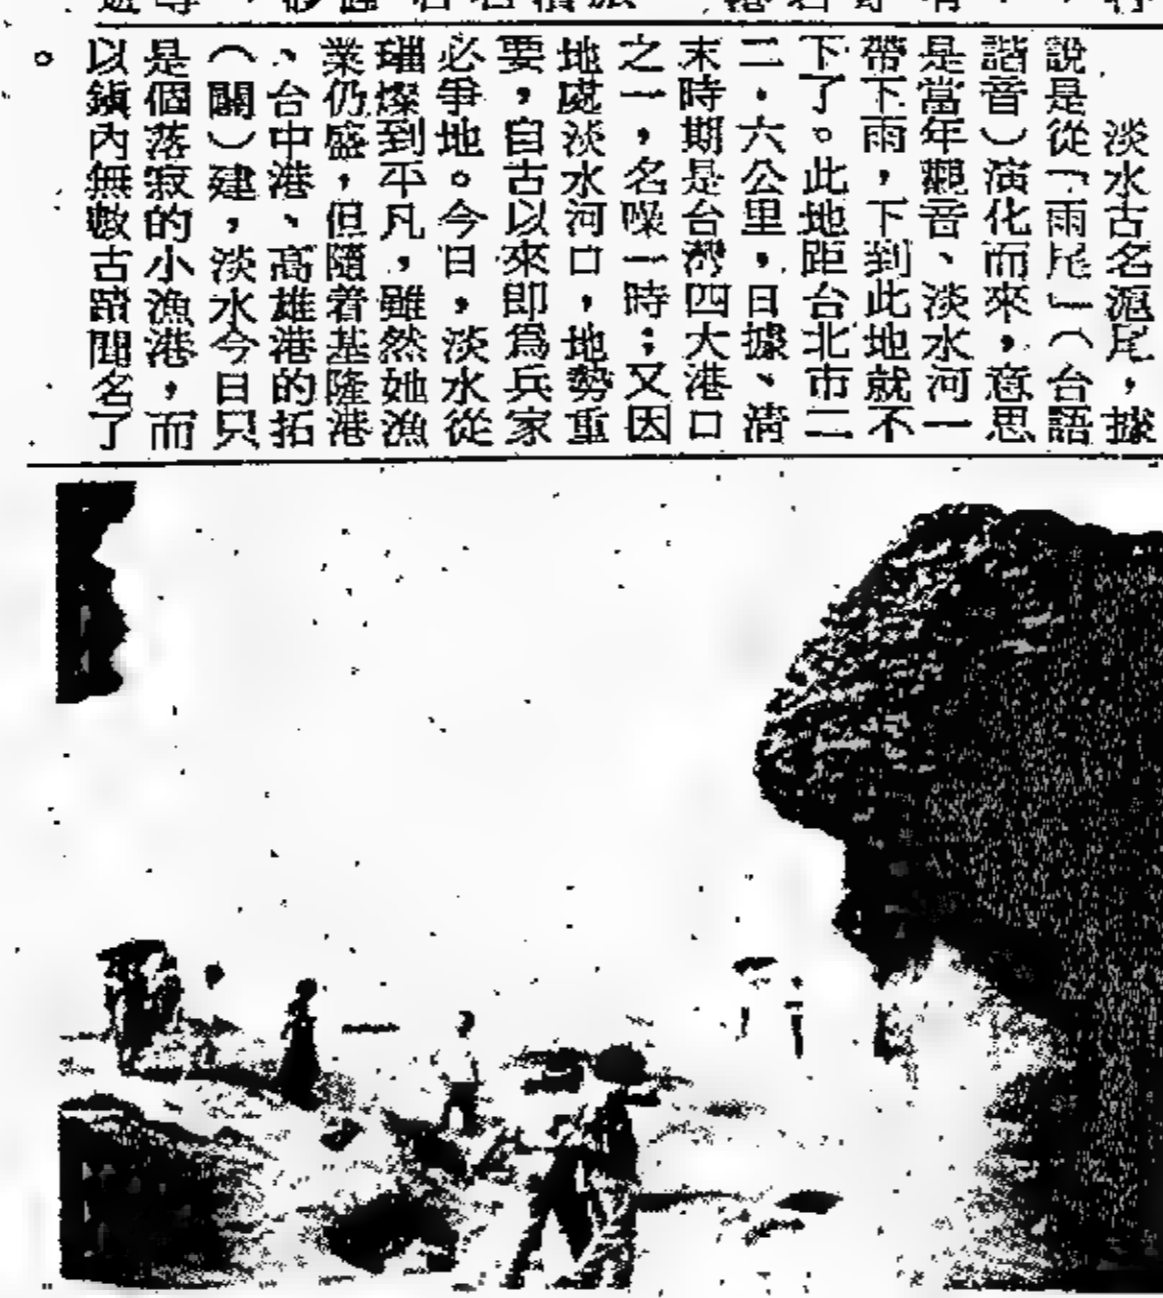 淡水古名滬尾，據
說是從「雨尾」（台語
諧音）演化而來，意思
是當年觀音、淡水河一
帶下雨，下到此地就不
下了。此地距台北市二
二．六公里，日據、清
末時期是台灣四大港口
之一，名噪一時；又因
地處淡水河口，地勢重
要，自古以來即為兵家
必爭地。今日，淡水從
璀燦到平凡，雖然她漁
業仍盛，但隨着基隆港
、台中港、高雄港的拓
（關）建，淡水今日只
是個落寂的小漁港，而
以鎮內無數古蹟聞名了
。